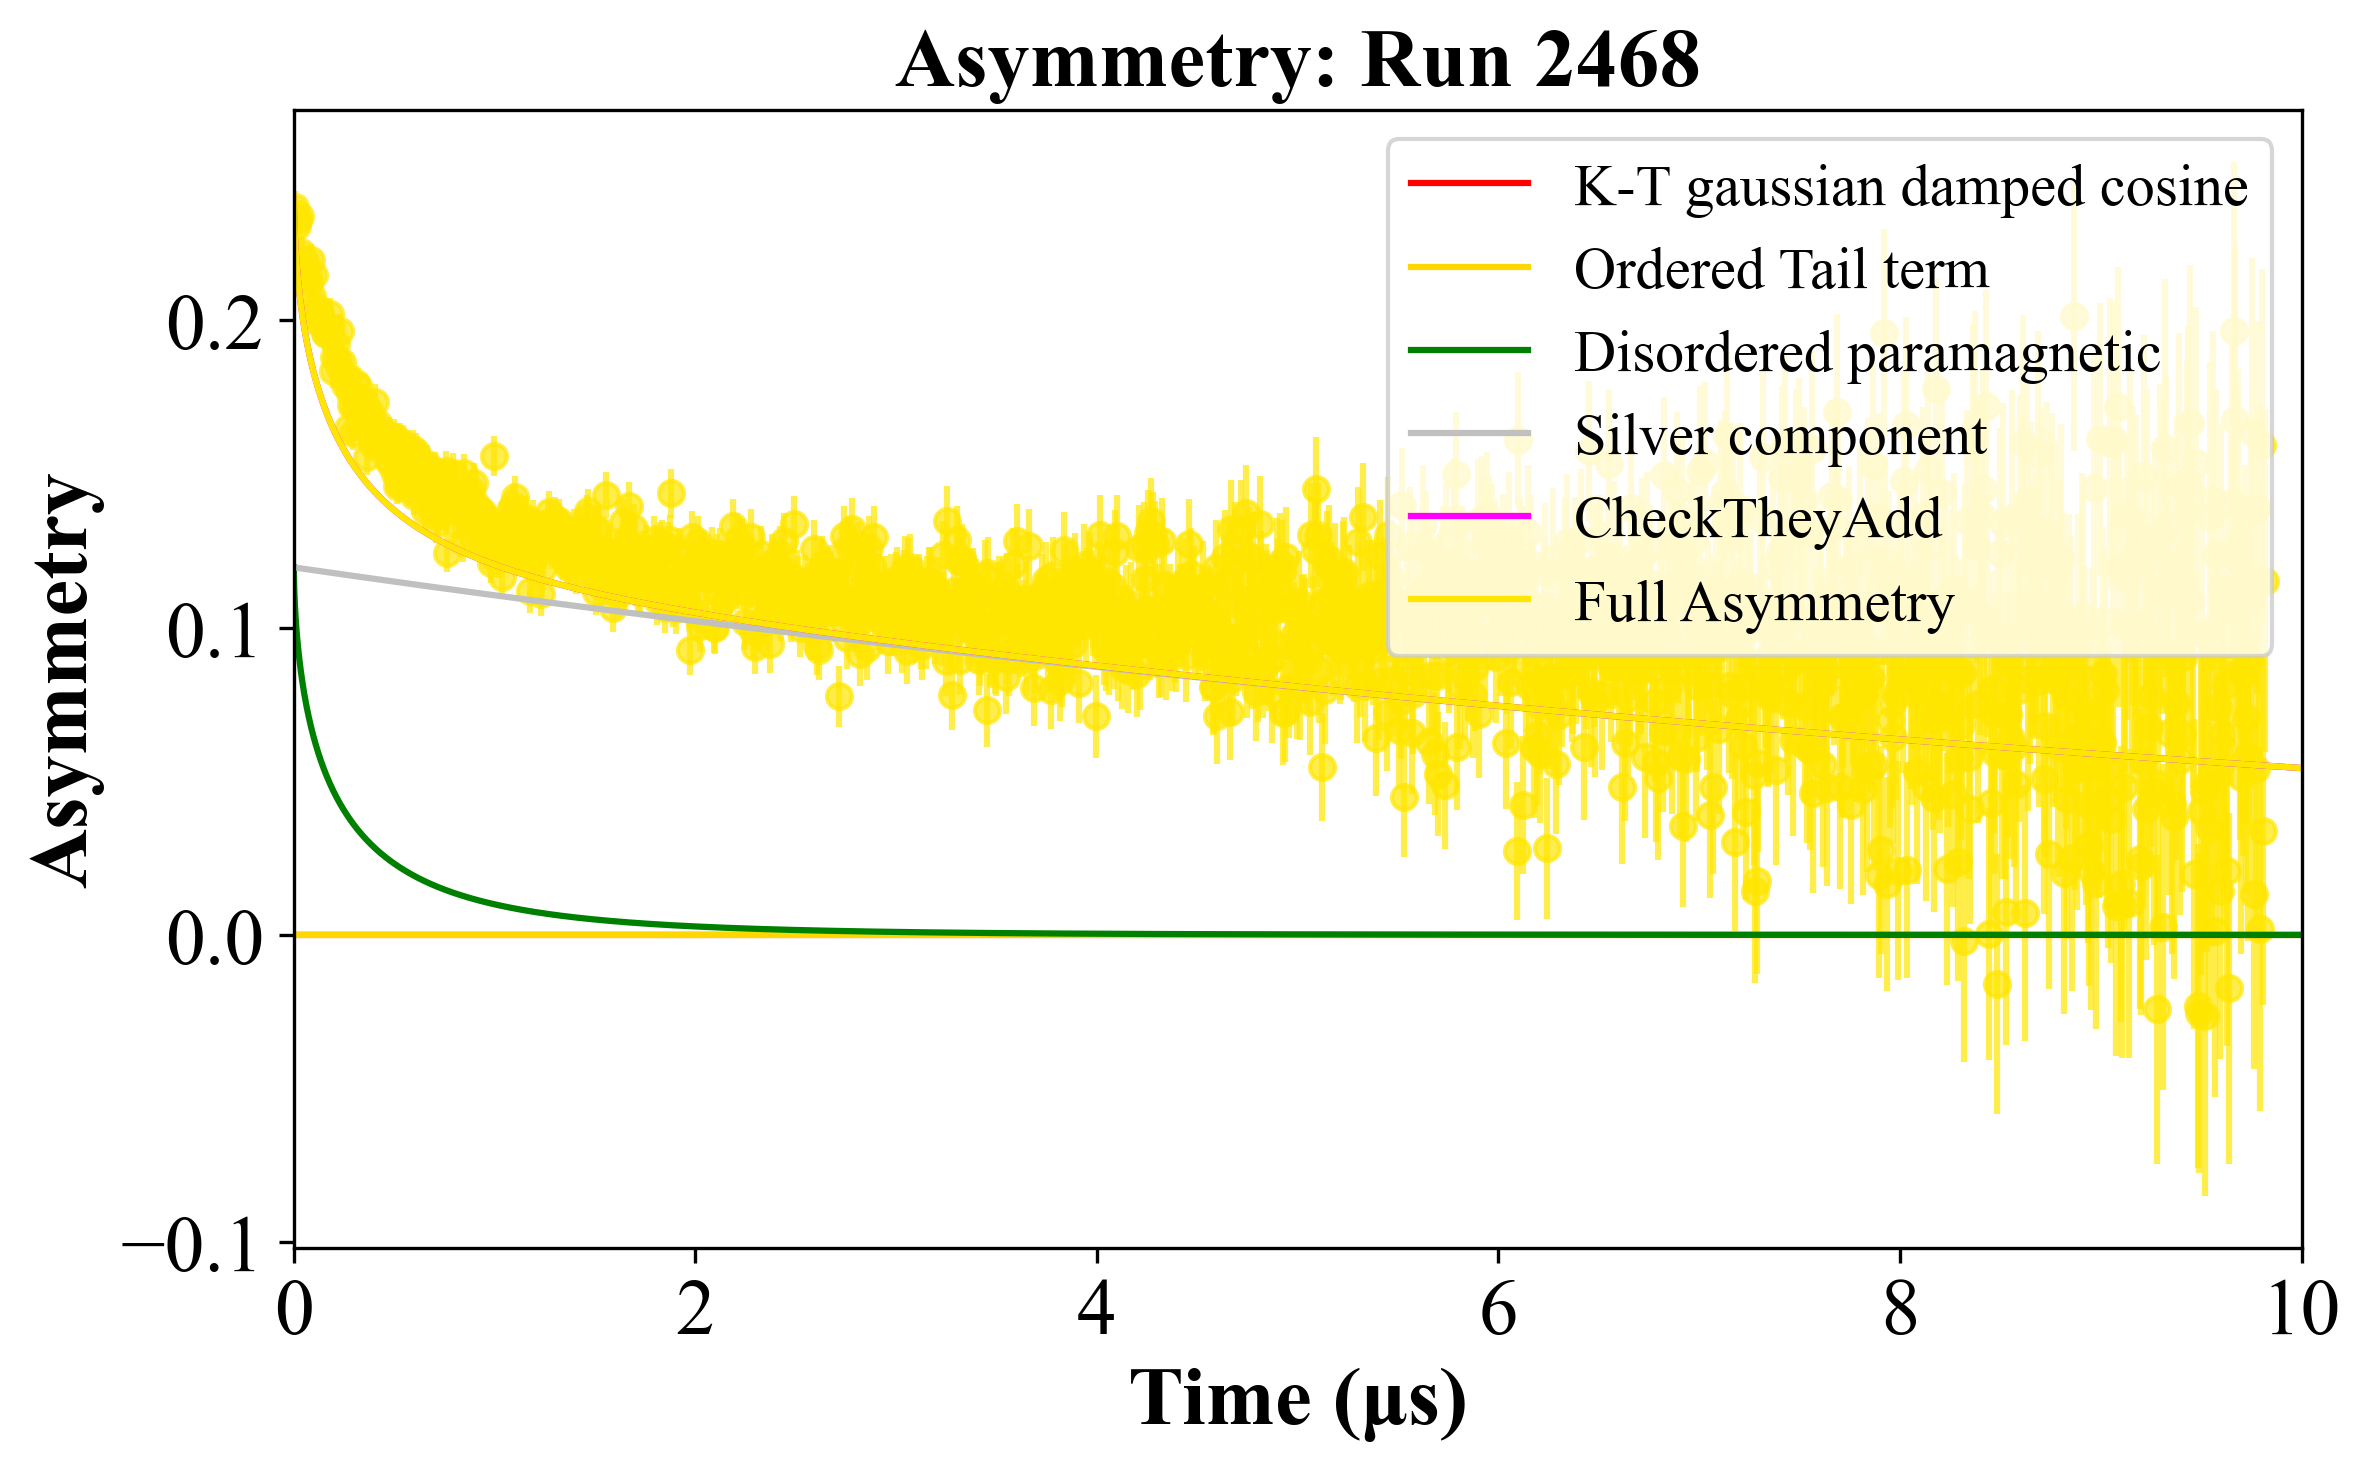 Asymmetry: Run 2468
K-T gaussian damped cosine
Ordered Tail term
Disordered paramagnetic
Silver component
CheckTheyAdd
Full Asymmetry
Asymmetry
0.2
0.1
0.0
−0.1
0 2 4 6 8 10
Time (μs)